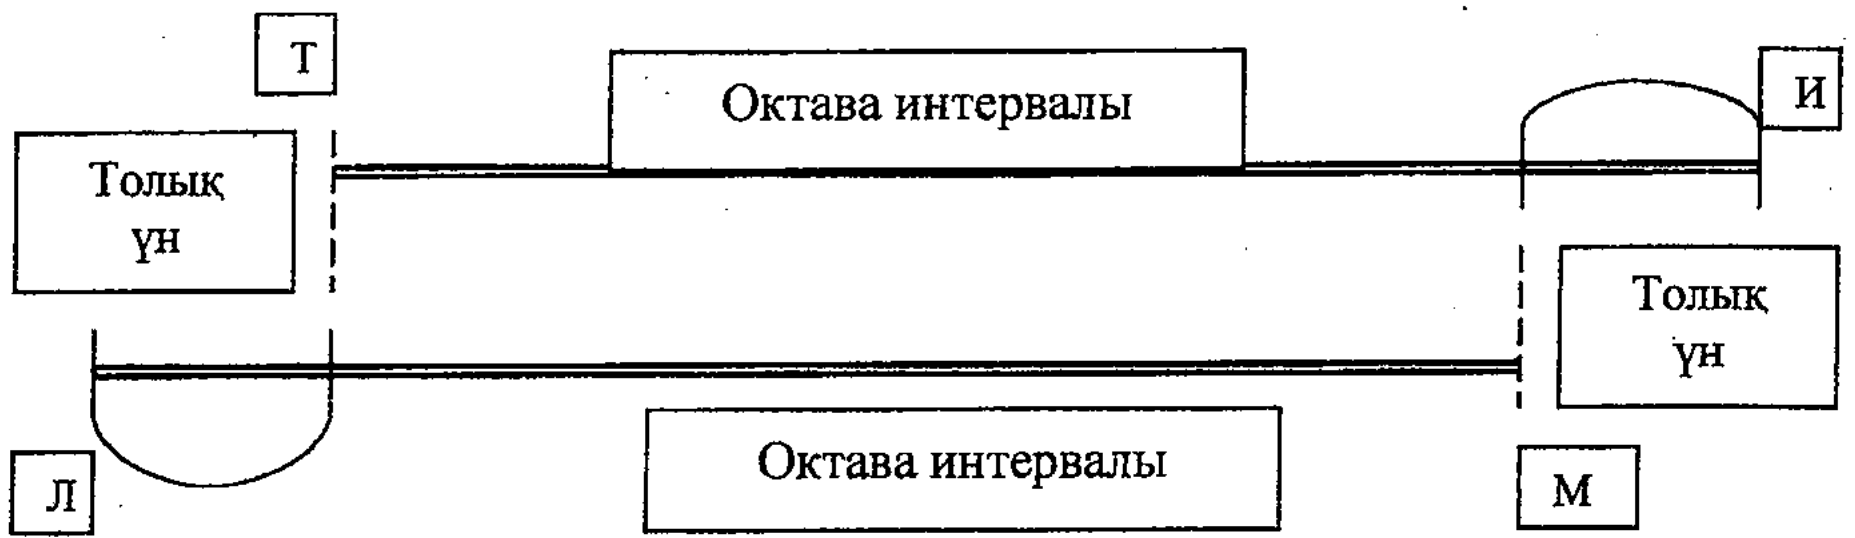 Т
Октава интервалы
И
Толық
үн
Толық
үн
Л
Октава интервалы
М